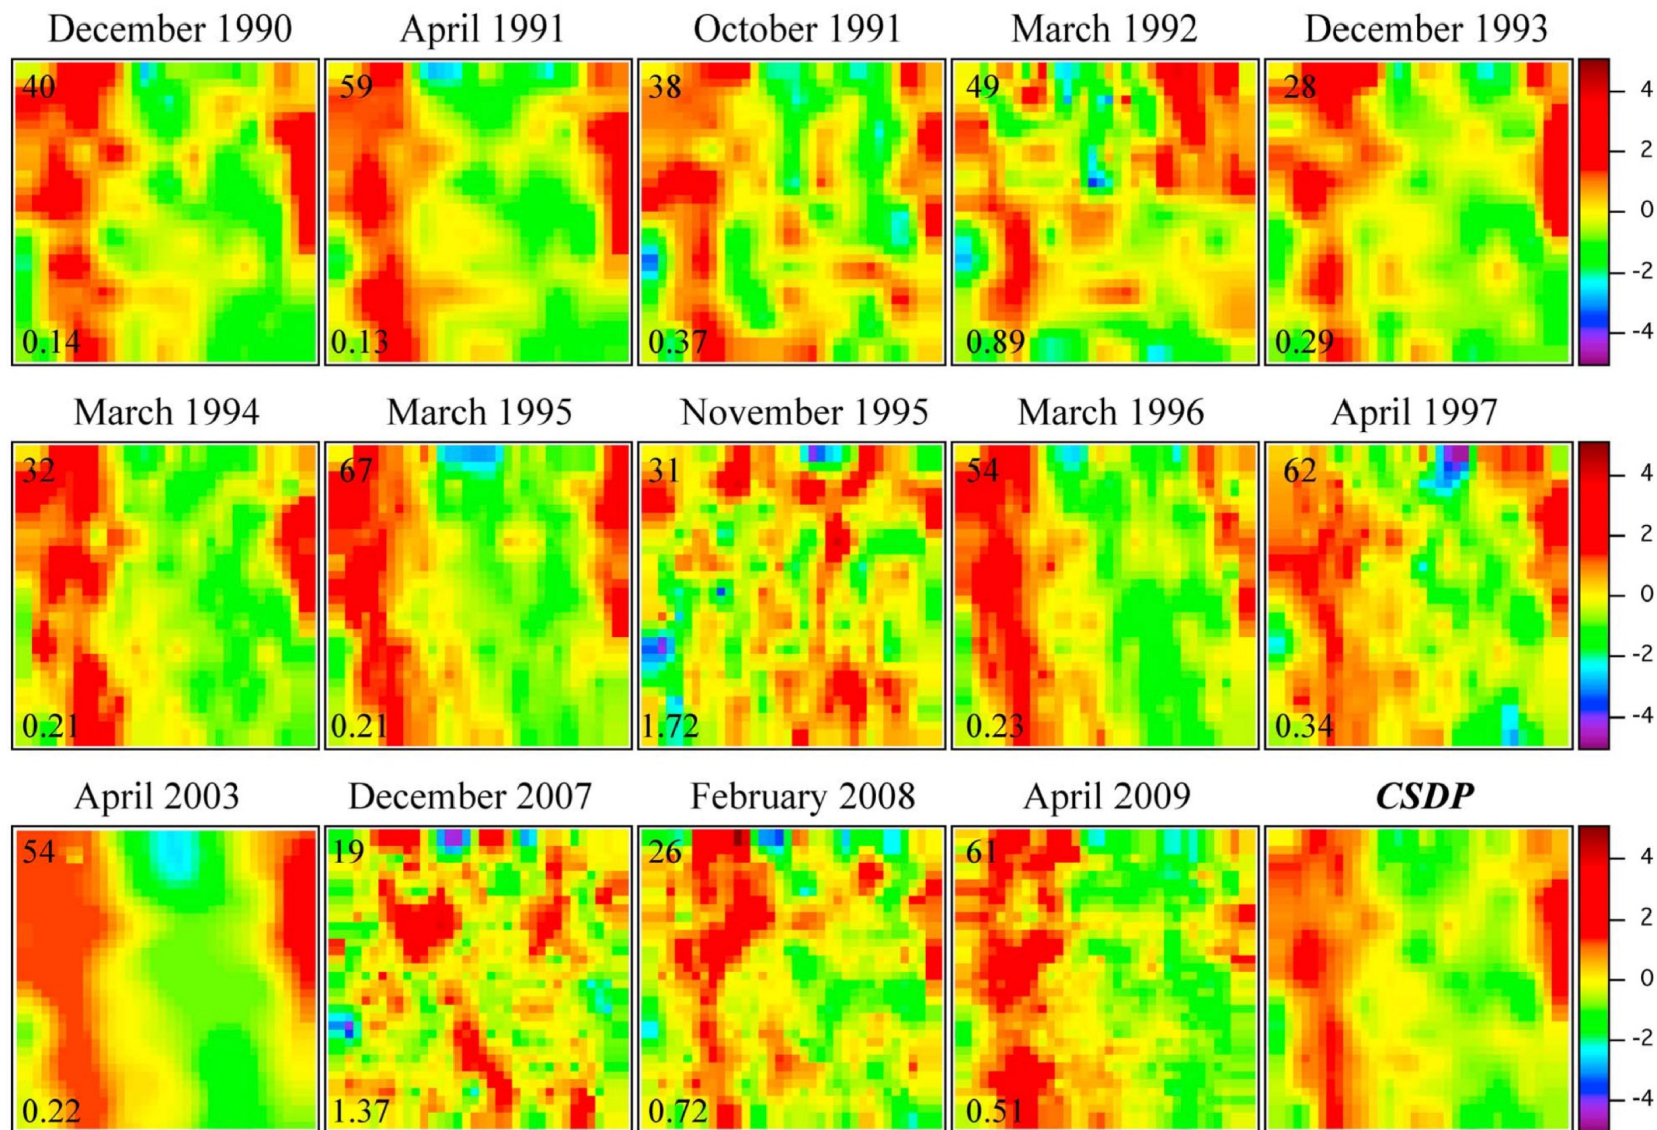 December 1990 April 1991 October 1991 March 1992 December 1993
40 59 38 49 28
4
2
0
-2
-4
0.14 0.13 0.37 0.89 0.29
March 1994 March 1995 November 1995 March 1996 April 1997
32 67 31 54 62
4
2
0
-2
-4
0.21 0.21 1.72 0.23 0.34
April 2003 December 2007 February 2008 April 2009 CSDP
54 19 26 61
4
2
0
-2
-4
0.22 1.37 0.72 0.51